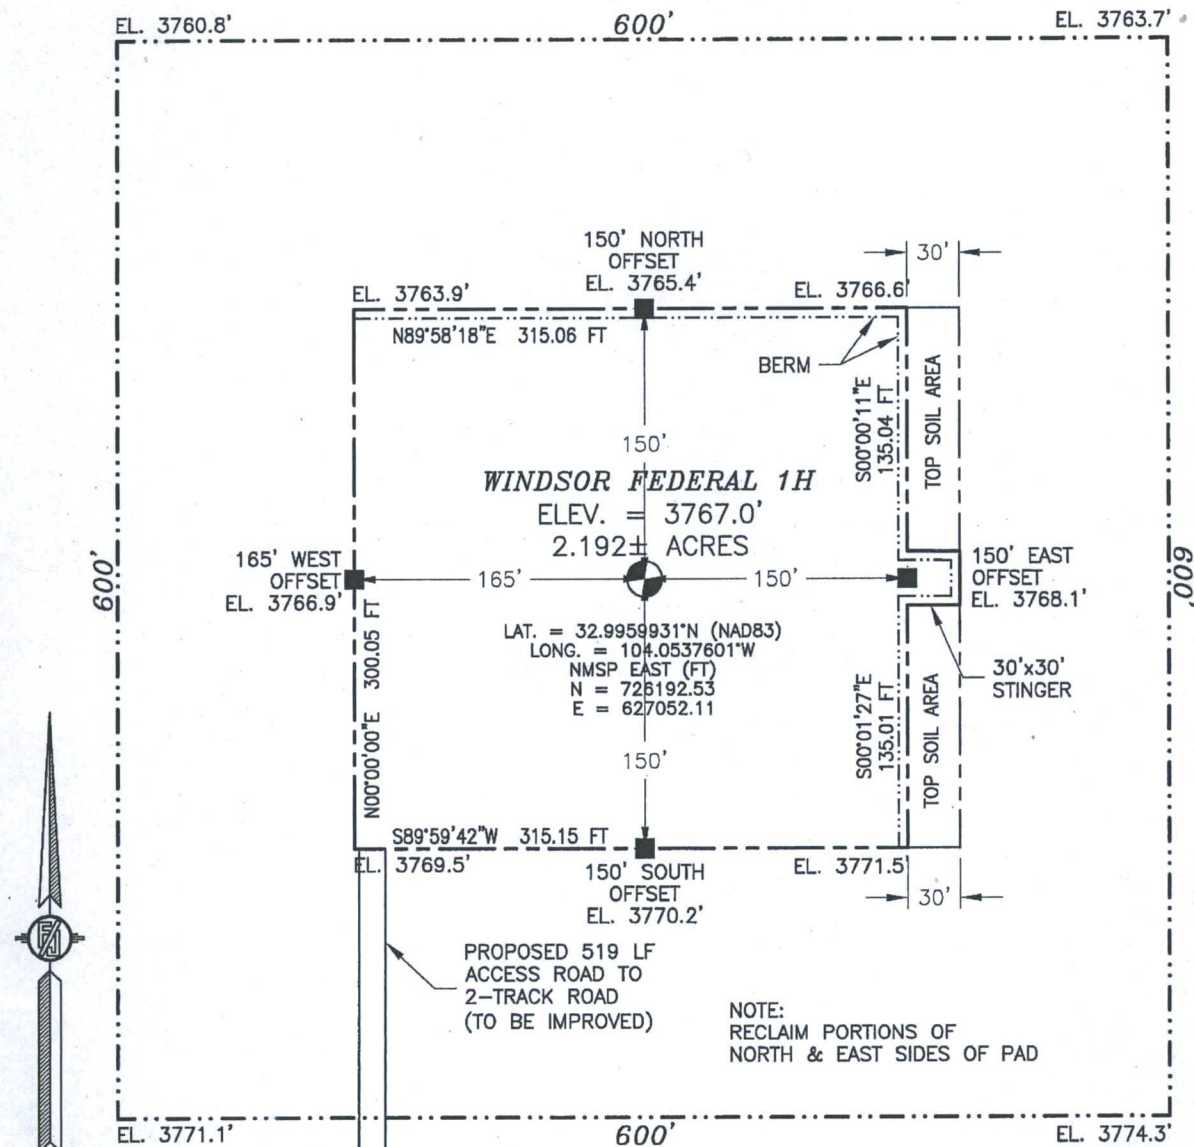 EL. 3760.8'
600'
EL. 3763.7'
150' NORTH
OFFSET
EL. 3765.4'
30'
EL. 3763.9'
EL. 3766.6'
N89°58'18"E 315.06 FT
BERM
S00°00'11"E
135.04 FT
TOP SOIL AREA
150'
WINDSOR FEDERAL 1H
ELEV. = 3767.0'
2.192± ACRES
600'
165' WEST
OFFSET
EL. 3766.9'
165'
150'
150' EAST
OFFSET
EL. 3768.1'
600'
LAT. = 32.9959931°N (NAD83)
LONG. = 104.0537601°W
NMSP EAST (FT)
N = 726192.53
E = 627052.11
30'x30'
STINGER
N00°00'00"E 300.05 FT
S00°01'27"E
135.01 FT
TOP SOIL AREA
150'
S89°59'42"W 315.15 FT
EL. 3769.5'
EL. 3771.5'
150' SOUTH
OFFSET
EL. 3770.2'
30'
PROPOSED 519 LF
ACCESS ROAD TO
2-TRACK ROAD
(TO BE IMPROVED)
NOTE:
RECLAIM PORTIONS OF
NORTH & EAST SIDES OF PAD
EL. 3771.1'
600'
EL. 3774.3'